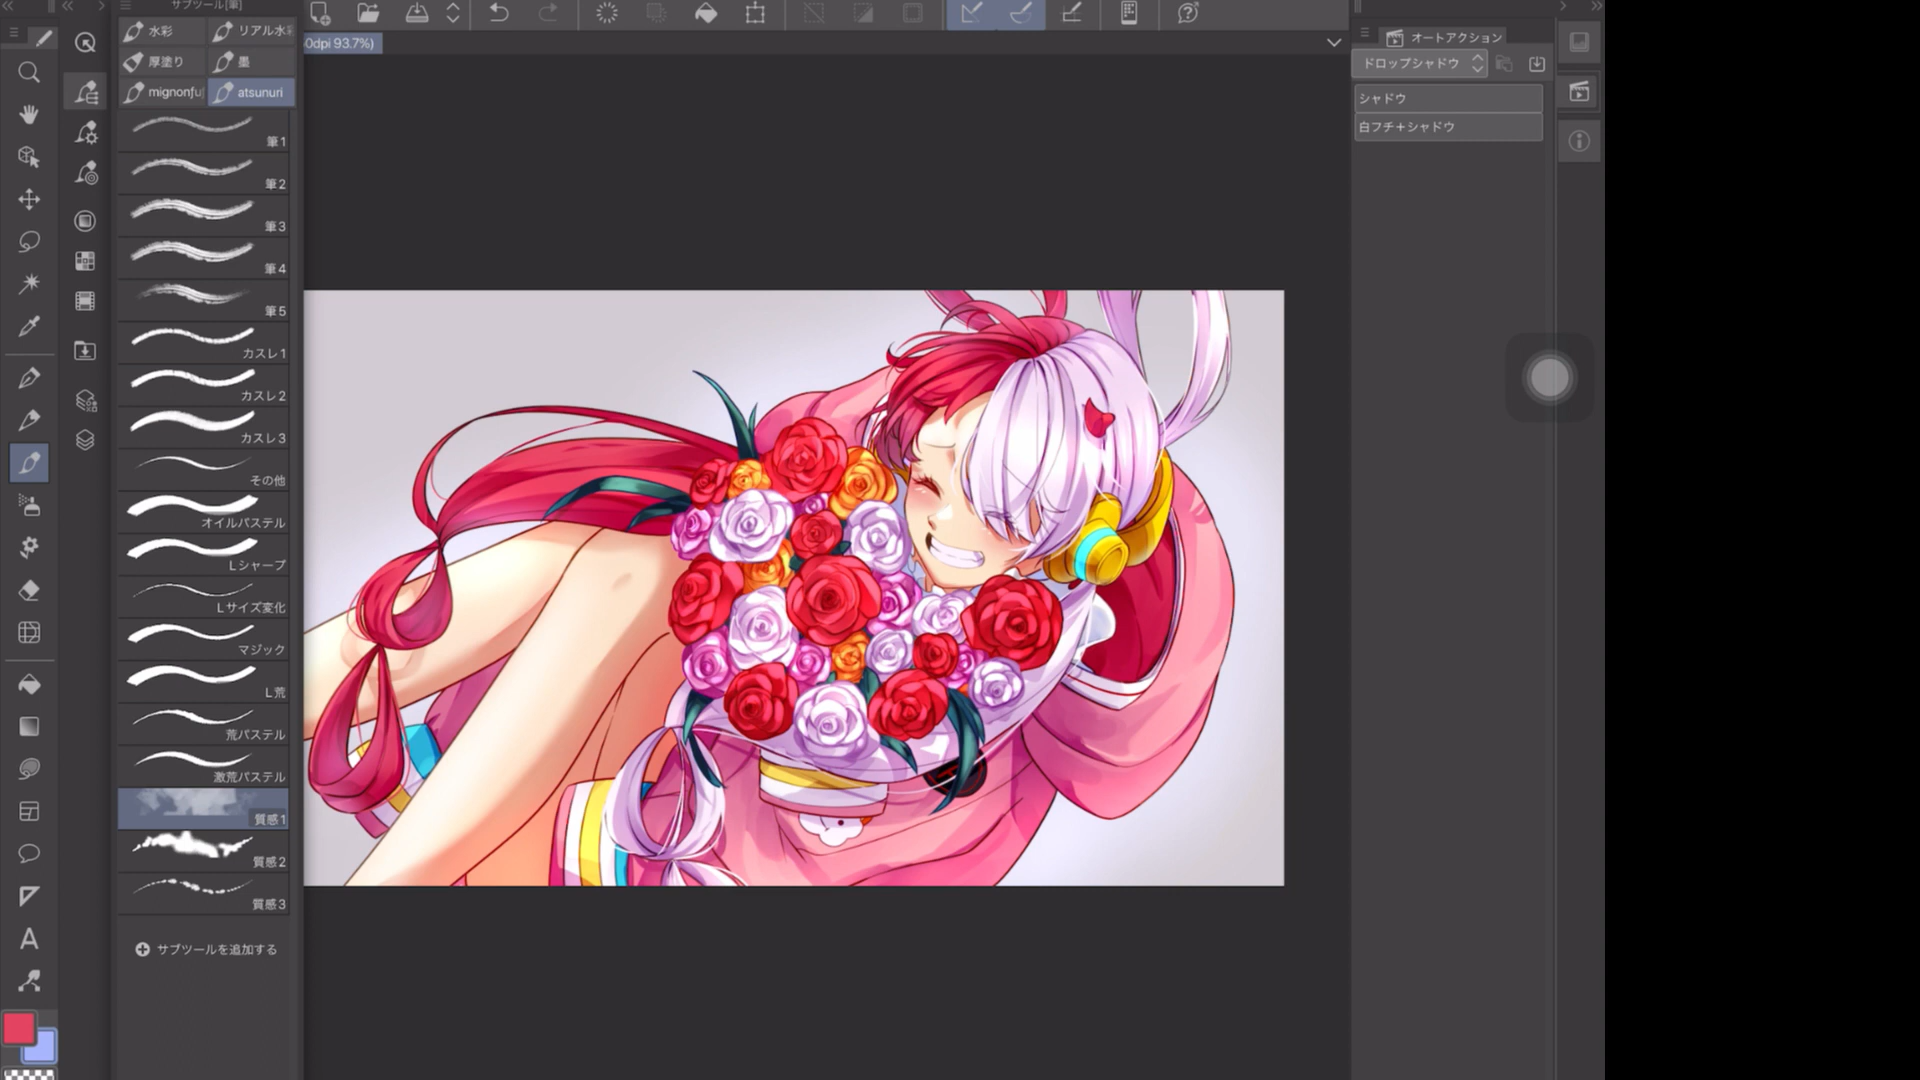 サブツール[筆]
水彩
リアル水彩
厚塗り
墨
mignonfu
atsunuri
筆1
筆2
筆3
筆4
筆5
カスレ1
カスレ2
カスレ3
その他
オイルパステル
Lシャープ
Lサイズ変化
マジック
L荒
荒パステル
激荒パステル
質感1
質感2
質感3
サブツールを追加する
0dpi 93.7%)
オートアクション
ドロップシャドウ
シャドウ
白フチ+シャドウ